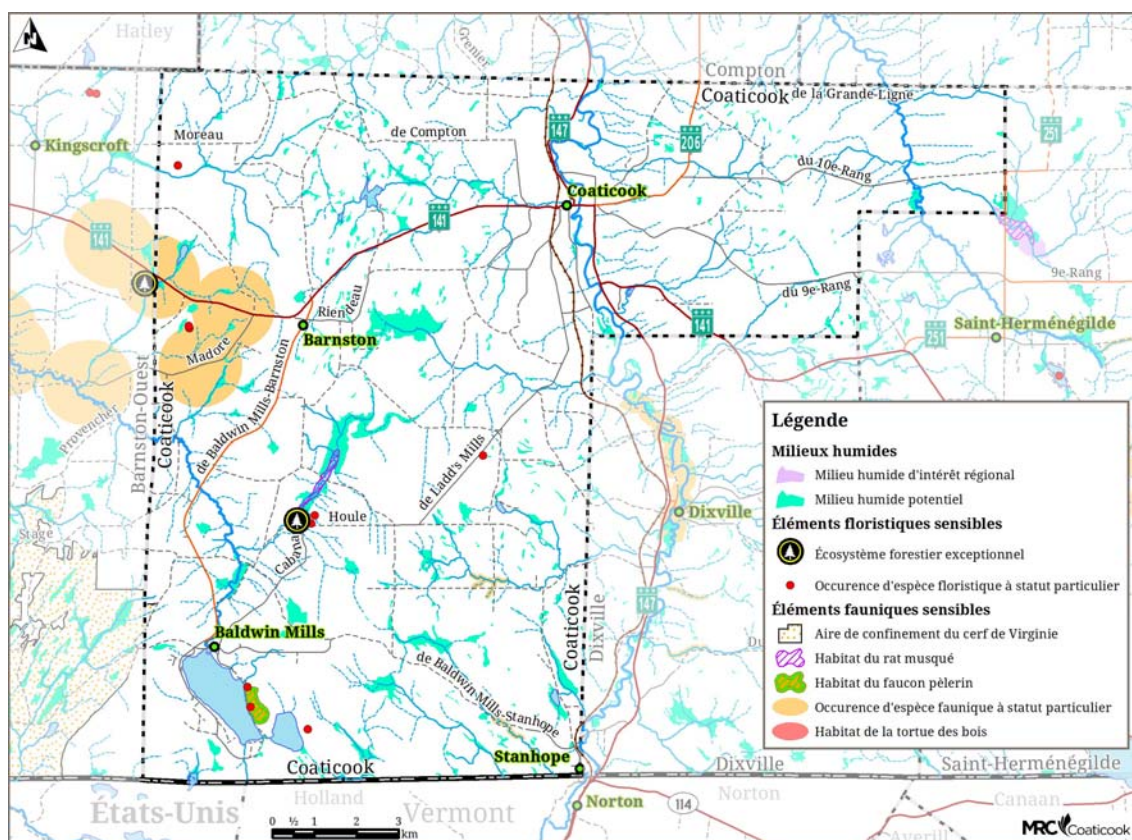 N
Hatley
Grenier
Compton
Coaticook
de la Grande-Ligne
147
251
206
Moreau
de Compton
Kingscroft
du 10e-Rang
Coaticook
141
141
9e-Rang
du 9e-Rang
Riendeau
141
Saint-Herménégilde
251
Barnston
Madore
Barnston-Ouest
Coaticook
Provencher
de Baldwin Mills-Barnston
de Ladd's Mills
Dixville
Houle
Stage
Cabana
147
Coaticook
Dixville
Baldwin Mills
de Baldwin Mills-Stanhope
Stanhope
Coaticook
Dixville
Saint-Herménégilde
États-Unis
Holland
Vermont
Norton
Norton
114
Canaan
Averill
0 ½ 1 2 3
km
Légende
Milieux humides
Milieu humide d'intérêt régional
Milieu humide potentiel
Éléments floristiques sensibles
Écosystème forestier exceptionnel
Occurence d'espèce floristique à statut particulier
Éléments fauniques sensibles
Aire de confinement du cerf de Virginie
Habitat du rat musqué
Habitat du faucon pèlerin
Occurence d'espèce faunique à statut particulier
Habitat de la tortue des bois
MRC Coaticook